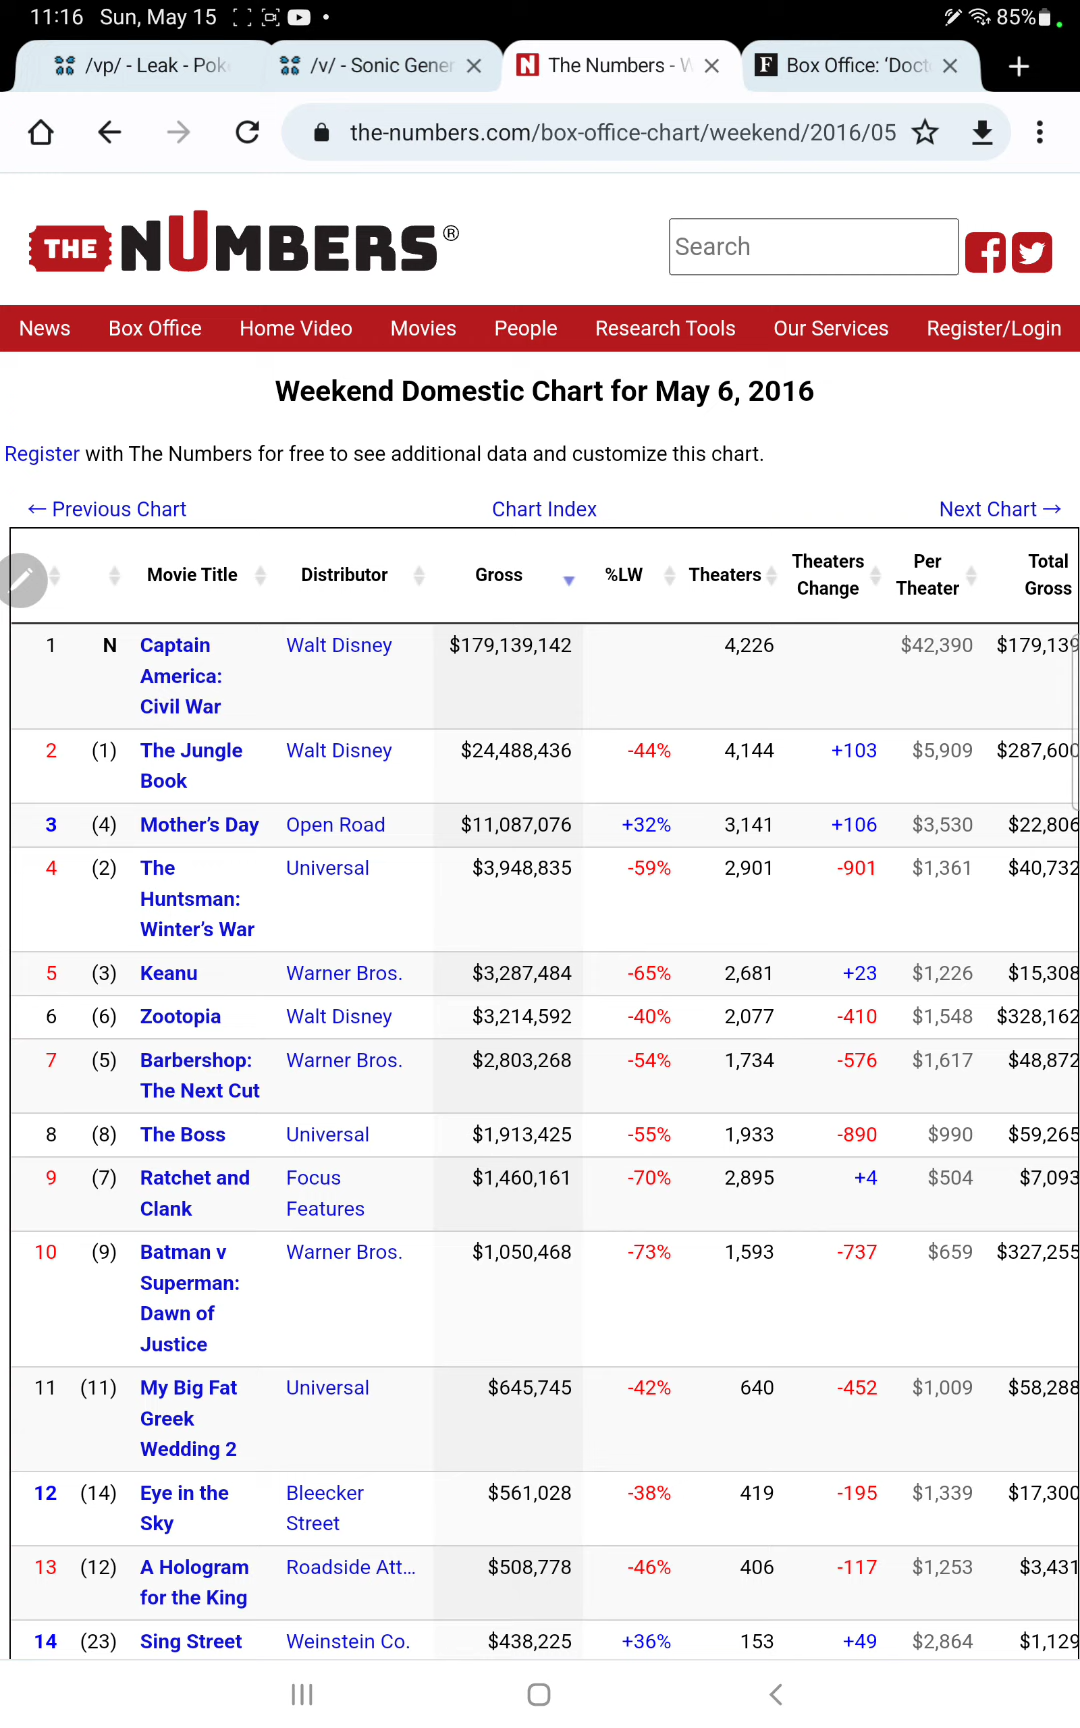 11:16 Sun, May 15 85%
/vp/ - Leak - Pok /v/ - Sonic Gener The Numbers - W Box Office: ‘Doct
the-numbers.com/box-office-chart/weekend/2016/05
THE NUMBERS® Search
News Box Office Home Video Movies People Research Tools Our Services Register/Login
Weekend Domestic Chart for May 6, 2016
Register with The Numbers for free to see additional data and customize this chart.
← Previous Chart Chart Index Next Chart →
Movie Title Distributor Gross %LW Theaters Theaters Change Per Theater Total Gross
1 N Captain America: Civil War Walt Disney $179,139,142 4,226 $42,390 $179,139
2 (1) The Jungle Book Walt Disney $24,488,436 -44% 4,144 +103 $5,909 $287,600
3 (4) Mother’s Day Open Road $11,087,076 +32% 3,141 +106 $3,530 $22,806
4 (2) The Huntsman: Winter’s War Universal $3,948,835 -59% 2,901 -901 $1,361 $40,732
5 (3) Keanu Warner Bros. $3,287,484 -65% 2,681 +23 $1,226 $15,308
6 (6) Zootopia Walt Disney $3,214,592 -40% 2,077 -410 $1,548 $328,162
7 (5) Barbershop: The Next Cut Warner Bros. $2,803,268 -54% 1,734 -576 $1,617 $48,872
8 (8) The Boss Universal $1,913,425 -55% 1,933 -890 $990 $59,265
9 (7) Ratchet and Clank Focus Features $1,460,161 -70% 2,895 +4 $504 $7,093
10 (9) Batman v Superman: Dawn of Justice Warner Bros. $1,050,468 -73% 1,593 -737 $659 $327,255
11 (11) My Big Fat Greek Wedding 2 Universal $645,745 -42% 640 -452 $1,009 $58,288
12 (14) Eye in the Sky Bleecker Street $561,028 -38% 419 -195 $1,339 $17,300
13 (12) A Hologram for the King Roadside Att... $508,778 -46% 406 -117 $1,253 $3,431
14 (23) Sing Street Weinstein Co. $438,225 +36% 153 +49 $2,864 $1,129